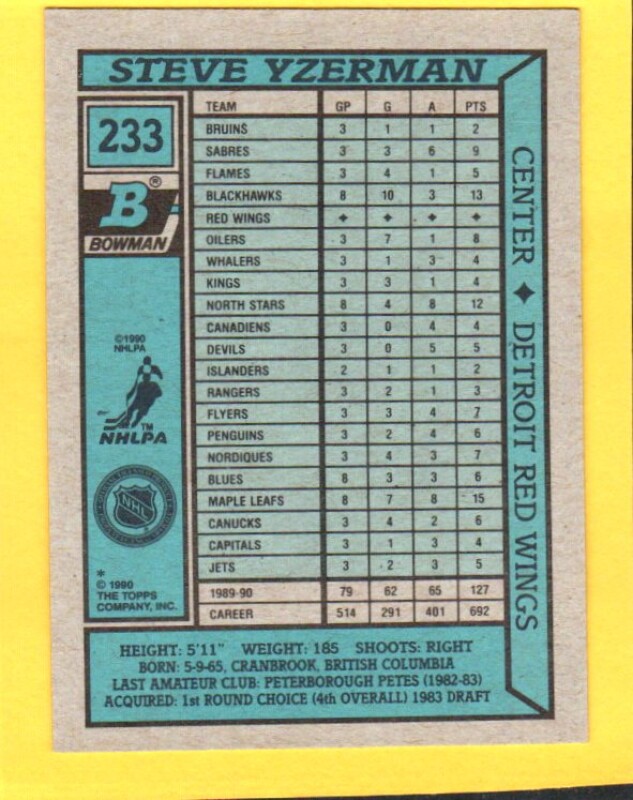 STEVE YZERMAN
233
B®
BOWMAN
©1990
NHLPA
TM
NHLPA
NHL
*
© 1990
THE TOPPS
COMPANY, INC.
TEAM GP G A PTS
BRUINS 3 1 1 2
SABRES 3 3 6 9
FLAMES 3 4 1 5
BLACKHAWKS 8 10 3 13
RED WINGS ✦ ✦ ✦ ✦
OILERS 3 7 1 8
WHALERS 3 1 3 4
KINGS 3 3 1 4
NORTH STARS 8 4 8 12
CANADIENS 3 0 4 4
DEVILS 3 0 5 5
ISLANDERS 2 1 1 2
RANGERS 3 2 1 3
FLYERS 3 3 4 7
PENGUINS 3 2 4 6
NORDIQUES 3 4 3 7
BLUES 8 3 3 6
MAPLE LEAFS 8 7 8 15
CANUCKS 3 4 2 6
CAPITALS 3 1 3 4
JETS 3 2 3 5
1989-90 79 62 65 127
CAREER 514 291 401 692
CENTER ♦ DETROIT RED WINGS
HEIGHT: 5'11" WEIGHT: 185 SHOOTS: RIGHT
BORN: 5-9-65, CRANBROOK, BRITISH COLUMBIA
LAST AMATEUR CLUB: PETERBOROUGH PETES (1982-83)
ACQUIRED: 1st ROUND CHOICE (4th OVERALL) 1983 DRAFT